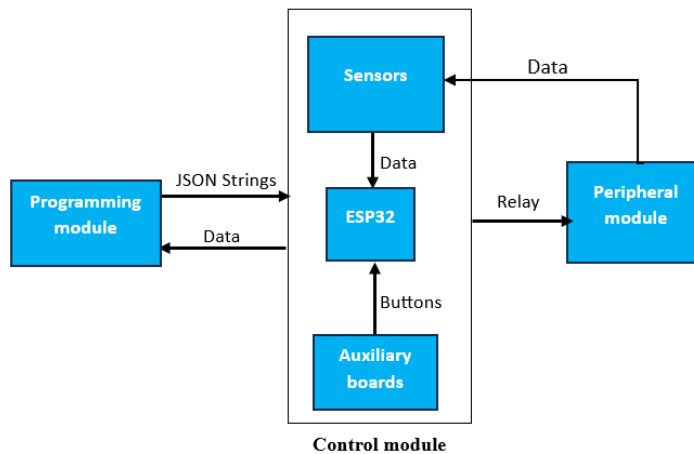 Sensors
Data
Data
JSON Strings
Programming
module
ESP32
Relay
Peripheral
module
Data
Buttons
Auxiliary
boards
Control module